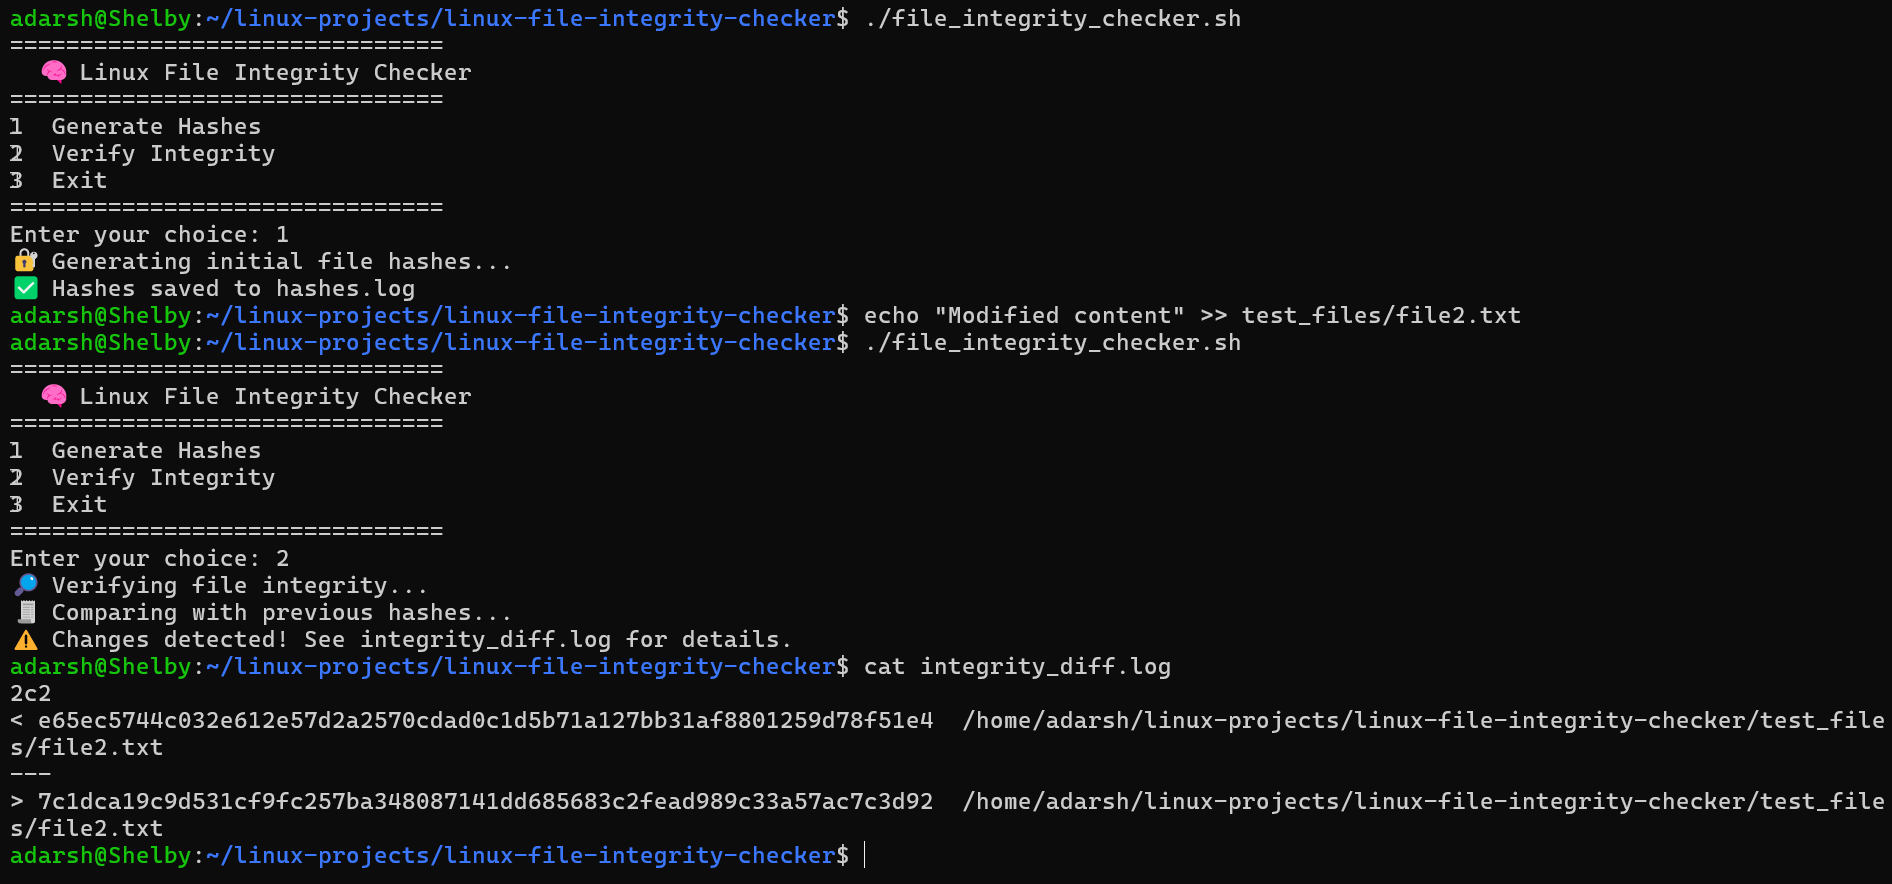 adarsh@Shelby:~/linux-projects/linux-file-integrity-checker$ ./file_integrity_checker.sh
===============================
🧠 Linux File Integrity Checker
===============================
1  Generate Hashes
2  Verify Integrity
3  Exit
===============================
Enter your choice: 1
🔐 Generating initial file hashes...
✅ Hashes saved to hashes.log
adarsh@Shelby:~/linux-projects/linux-file-integrity-checker$ echo "Modified content" >> test_files/file2.txt
adarsh@Shelby:~/linux-projects/linux-file-integrity-checker$ ./file_integrity_checker.sh
===============================
🧠 Linux File Integrity Checker
===============================
1  Generate Hashes
2  Verify Integrity
3  Exit
===============================
Enter your choice: 2
🔎 Verifying file integrity...
🧾 Comparing with previous hashes...
⚠️ Changes detected! See integrity_diff.log for details.
adarsh@Shelby:~/linux-projects/linux-file-integrity-checker$ cat integrity_diff.log
2c2
< e65ec5744c032e612e57d2a2570cdad0c1d5b71a127bb31af8801259d78f51e4  /home/adarsh/linux-projects/linux-file-integrity-checker/test_file
s/file2.txt
---
> 7c1dca19c9d531cf9fc257ba348087141dd685683c2fead989c33a57ac7c3d92  /home/adarsh/linux-projects/linux-file-integrity-checker/test_file
s/file2.txt
adarsh@Shelby:~/linux-projects/linux-file-integrity-checker$